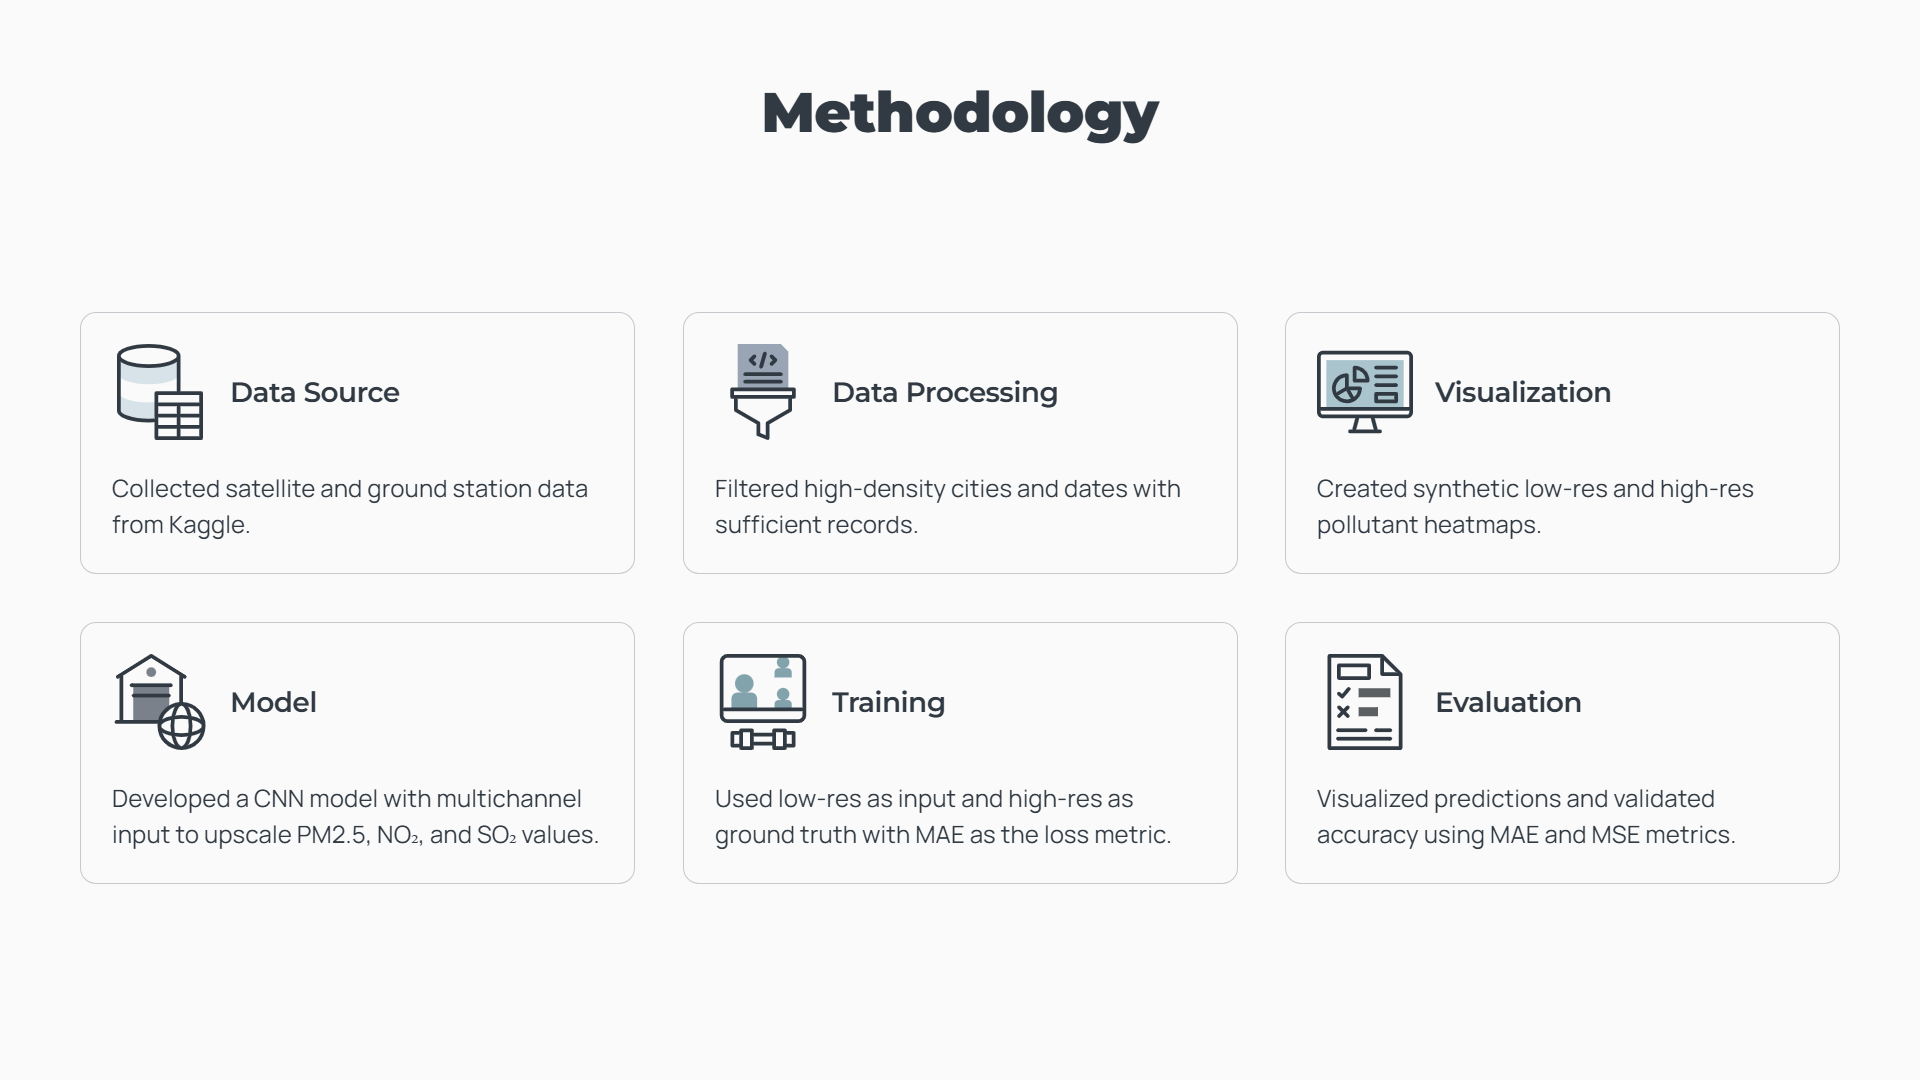 Methodology
Data Source
Collected satellite and ground station data
from Kaggle.
Data Processing
Filtered high-density cities and dates with
sufficient records.
Visualization
Created synthetic low-res and high-res
pollutant heatmaps.
Model
Developed a CNN model with multichannel
input to upscale PM2.5, NO₂, and SO₂ values.
Training
Used low-res as input and high-res as
ground truth with MAE as the loss metric.
Evaluation
Visualized predictions and validated
accuracy using MAE and MSE metrics.